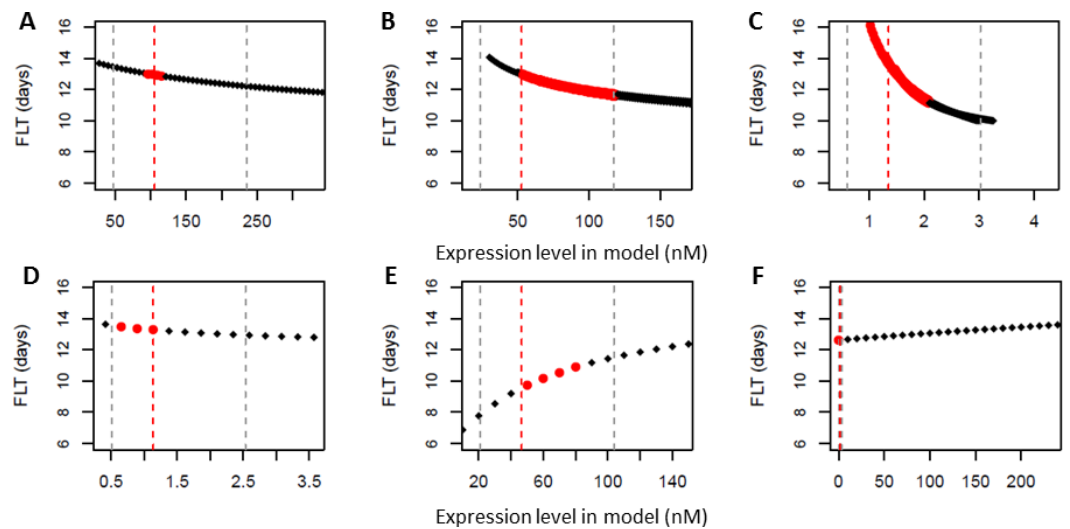 A B C
FLT (days) FLT (days) FLT (days)
16 16 16
14 14 14
12 12 12
10 10 10
8 8 8
6 6 6
50 150 250 50 100 150 1 2 3 4
Expression level in model (nM)
D E F
FLT (days) FLT (days) FLT (days)
16 16 16
14 14 14
12 12 12
10 10 10
8 8 8
6 6 6
0.5 1.5 2.5 3.5 20 60 100 140 0 50 100 200
Expression level in model (nM)